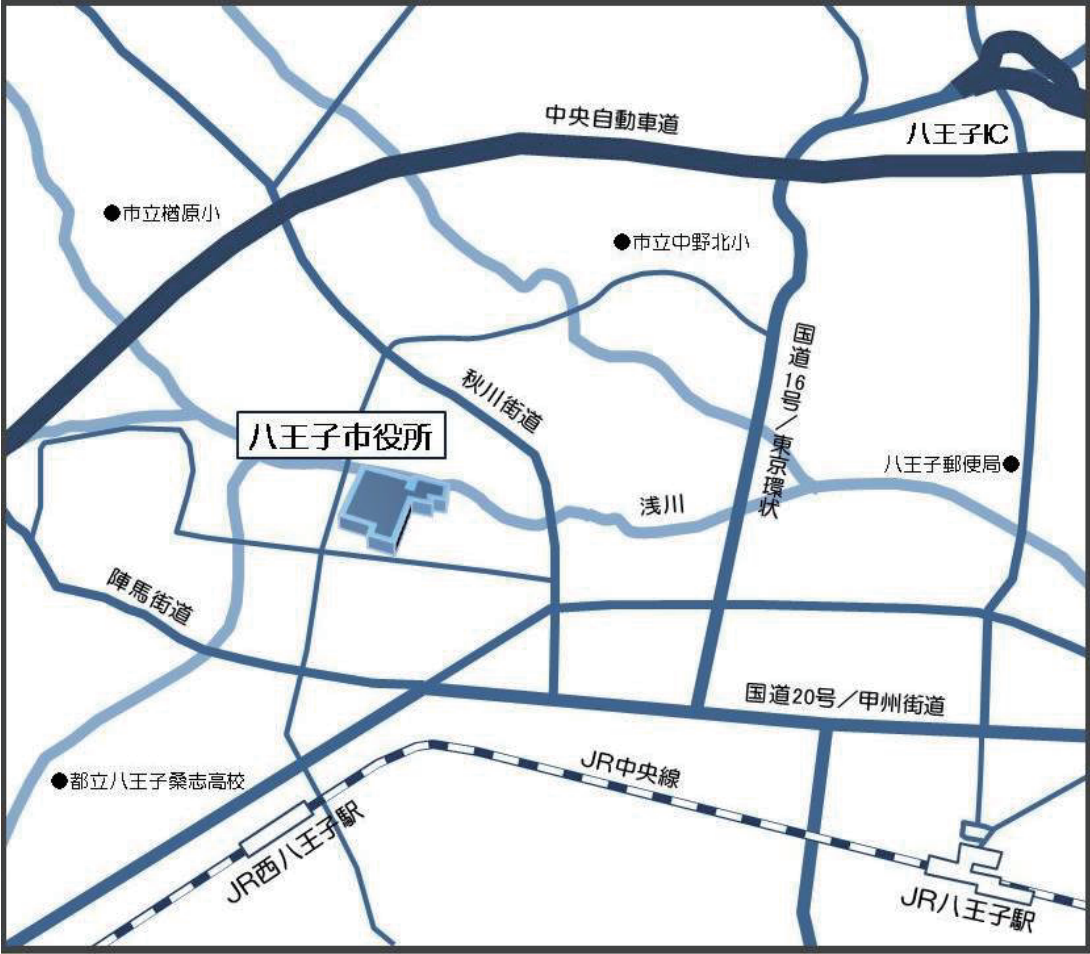 中央自動車道
八王子IC
●市立楢原小
●市立中野北小
国道16号／東京環状
秋川街道
八王子市役所
八王子郵便局●
浅川
陣馬街道
国道20号／甲州街道
●都立八王子桑志高校
JR中央線
JR西八王子駅
JR八王子駅